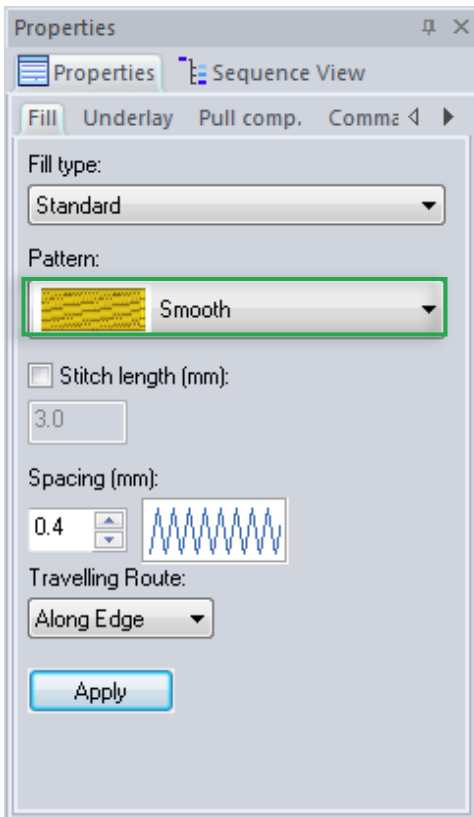 Properties
Properties Sequence View
Fill Underlay Pull comp. Comma
Fill type:
Standard
Pattern:
Smooth
Stitch length (mm):
3.0
Spacing (mm):
0.4
Travelling Route:
Along Edge
Apply